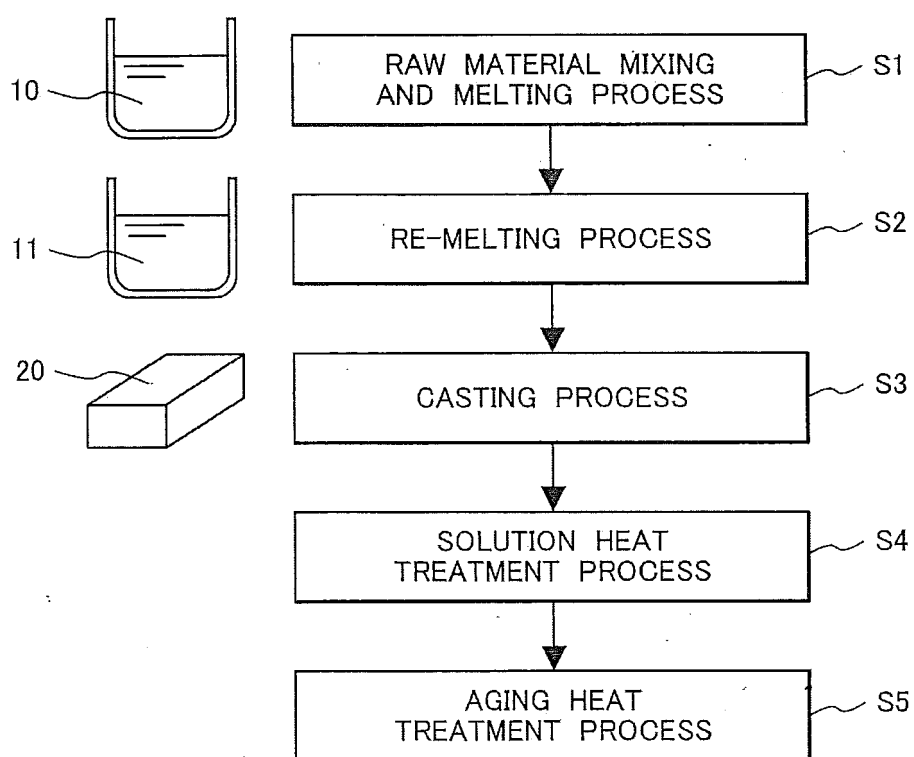 10
RAW MATERIAL MIXING
AND MELTING PROCESS
S1
11
RE-MELTING PROCESS
S2
20
CASTING PROCESS
S3
SOLUTION HEAT
TREATMENT PROCESS
S4
AGING HEAT
TREATMENT PROCESS
S5